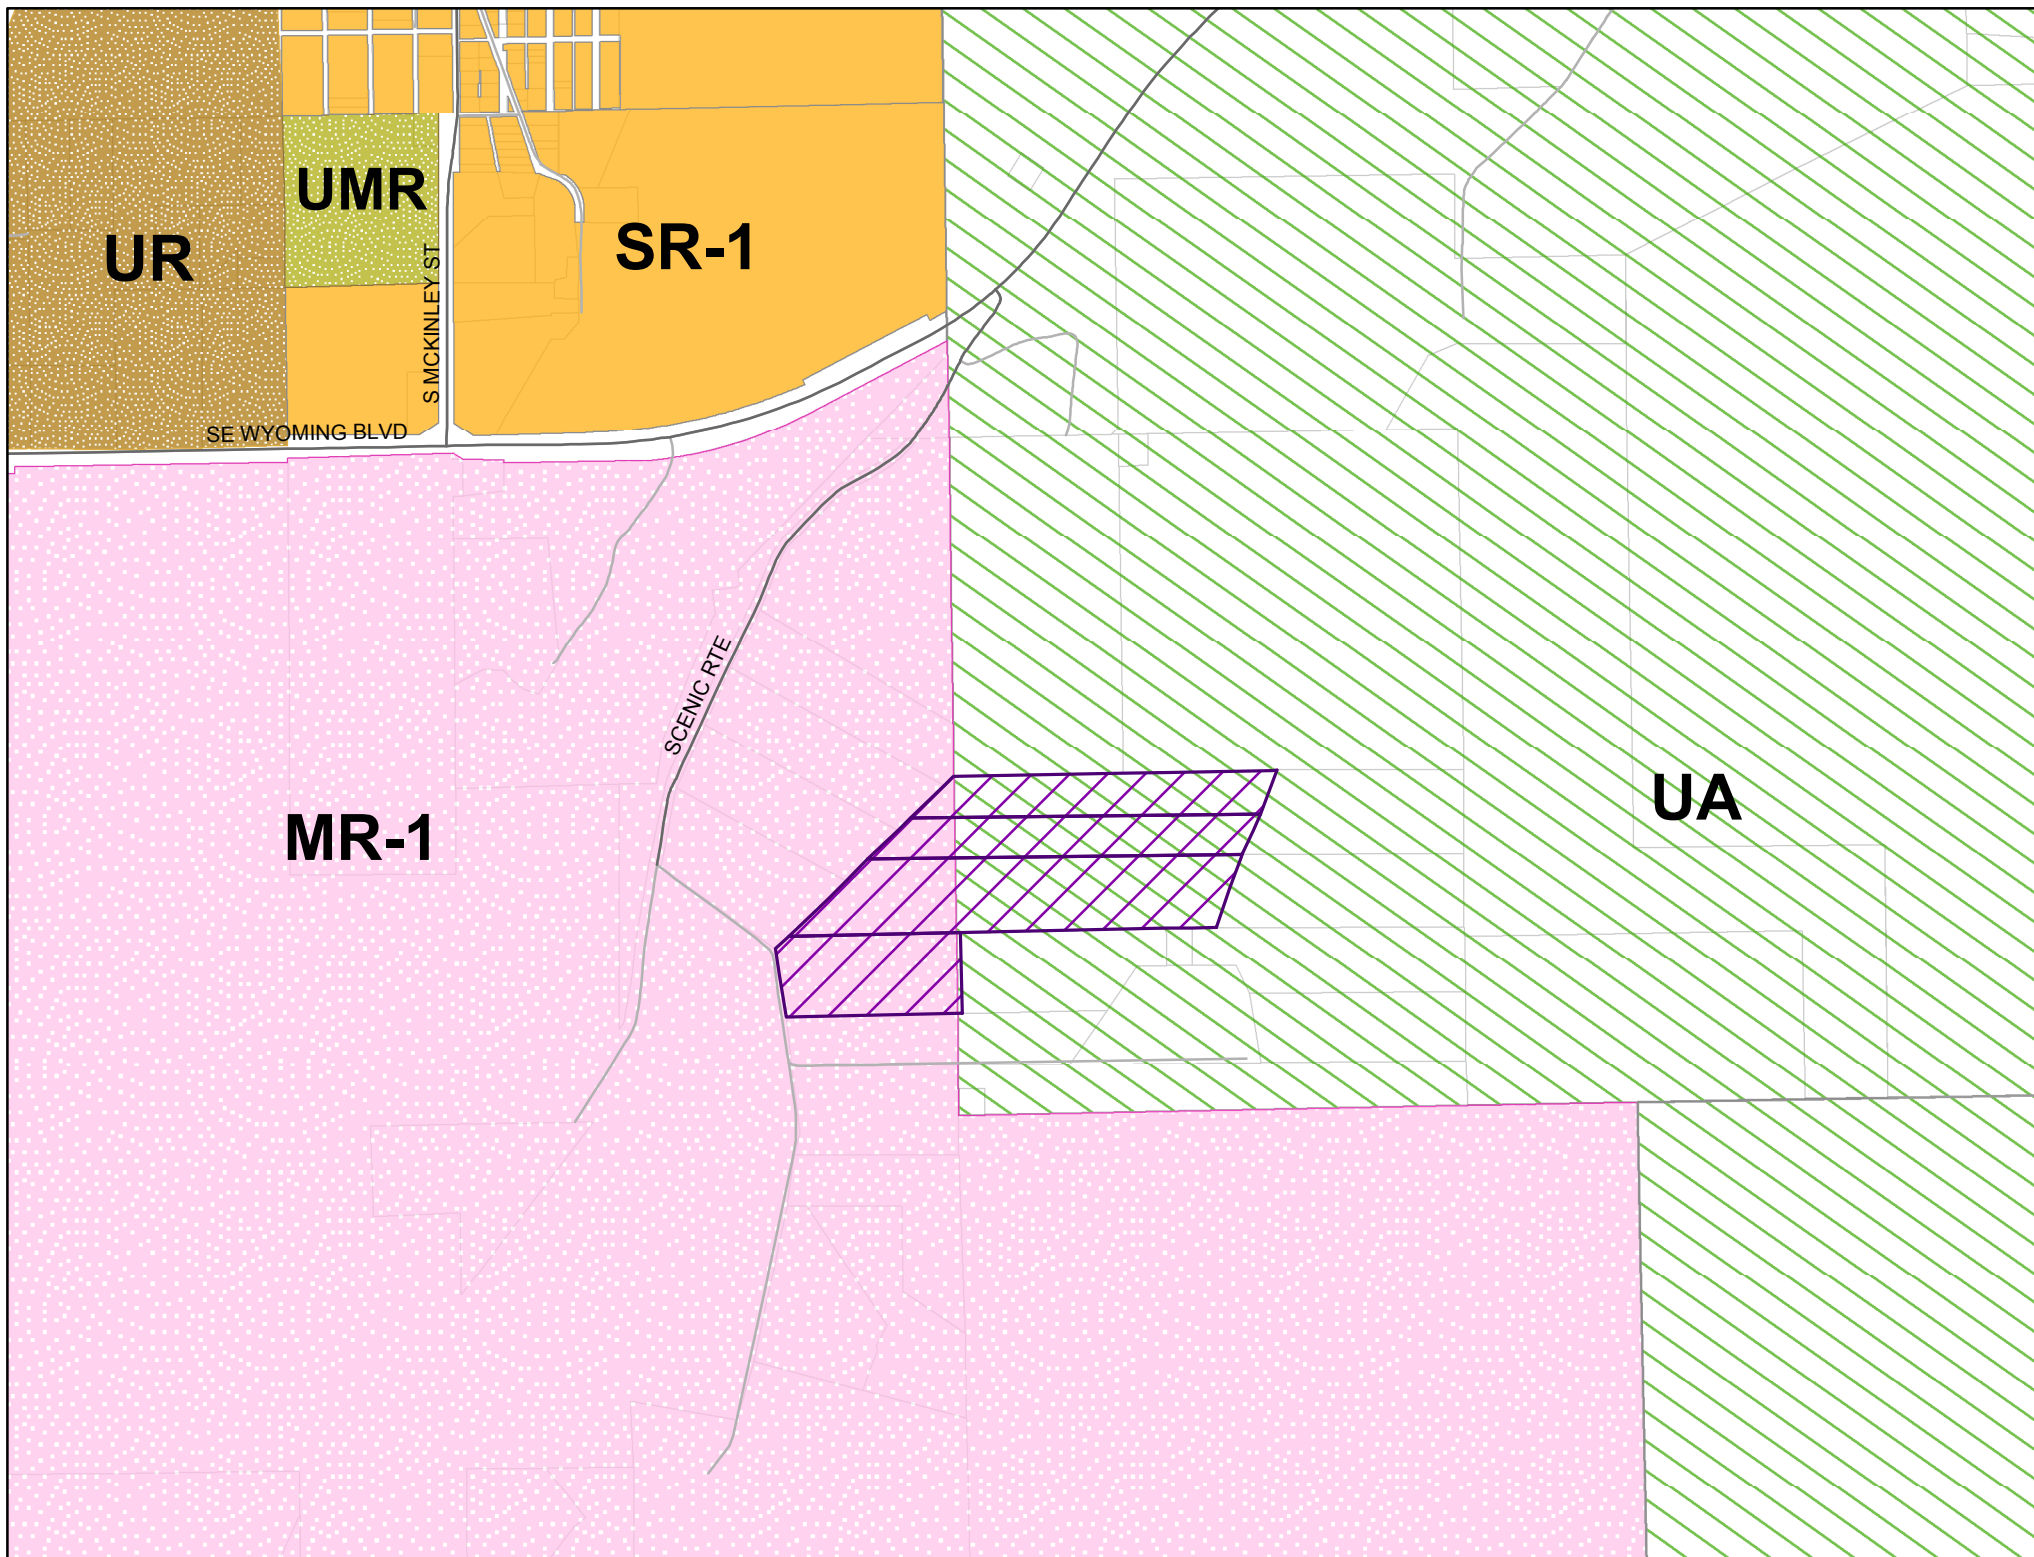 UMR
UR
SR-1
S MCKINLEY ST
SE WYOMING BLVD
SCENIC RTE
UA
MR-1